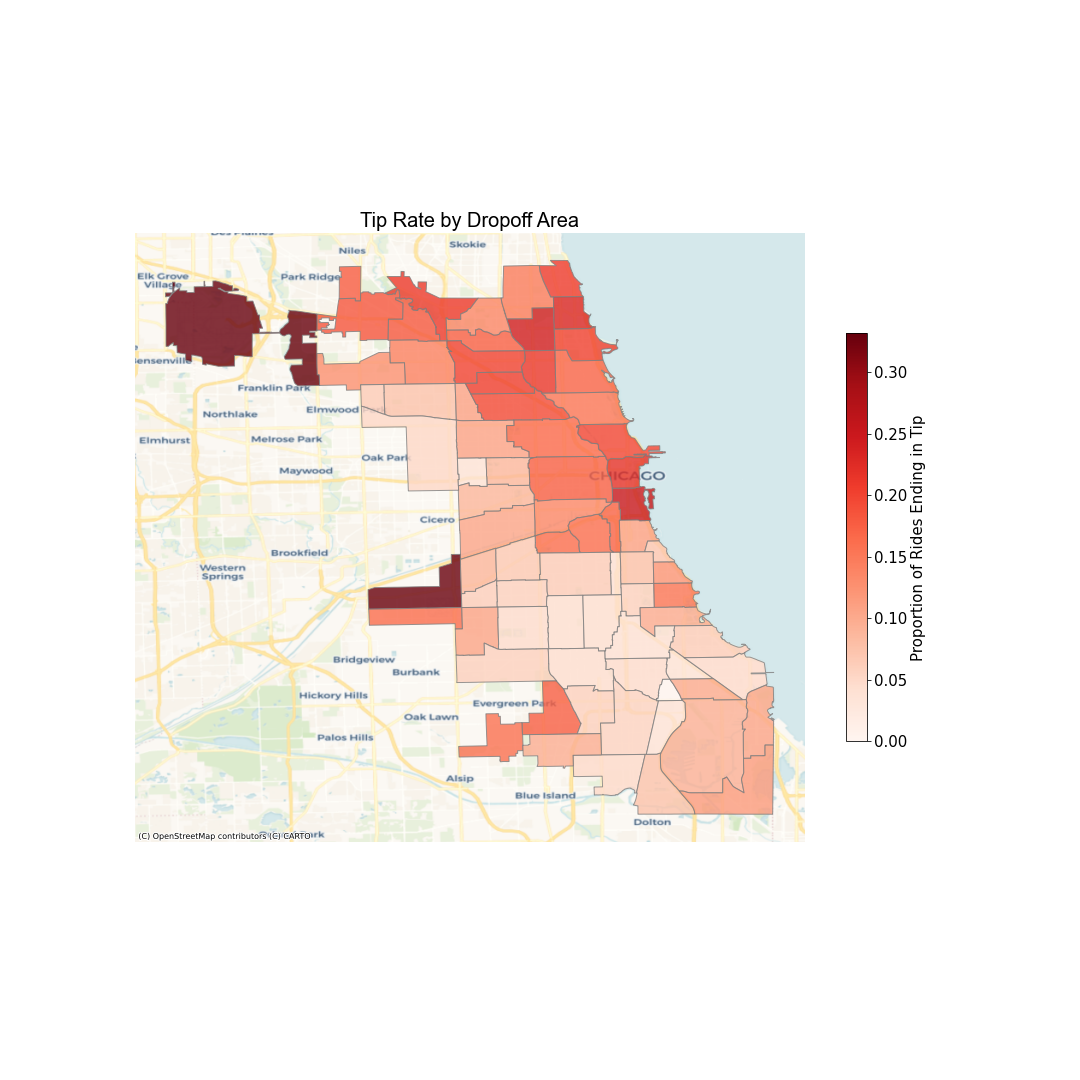 Tip Rate by Dropoff Area
Skokie
Niles
Elk Grove
Village
Park Ridge
Franklin Park
Northlake
Elmwood
Elmhurst
Melrose Park
Oak Park
Maywood
CHICAGO
Cicero
Brookfield
Western
Springs
Bridgeview
Burbank
Hickory Hills
Evergreen Park
Oak Lawn
Palos Hills
Alsip
Blue Island
Dolton
(C) OpenStreetMap contributors (C) CARTO
0.30
0.25
0.20
0.15
0.10
0.05
0.00
Proportion of Rides Ending in Tip